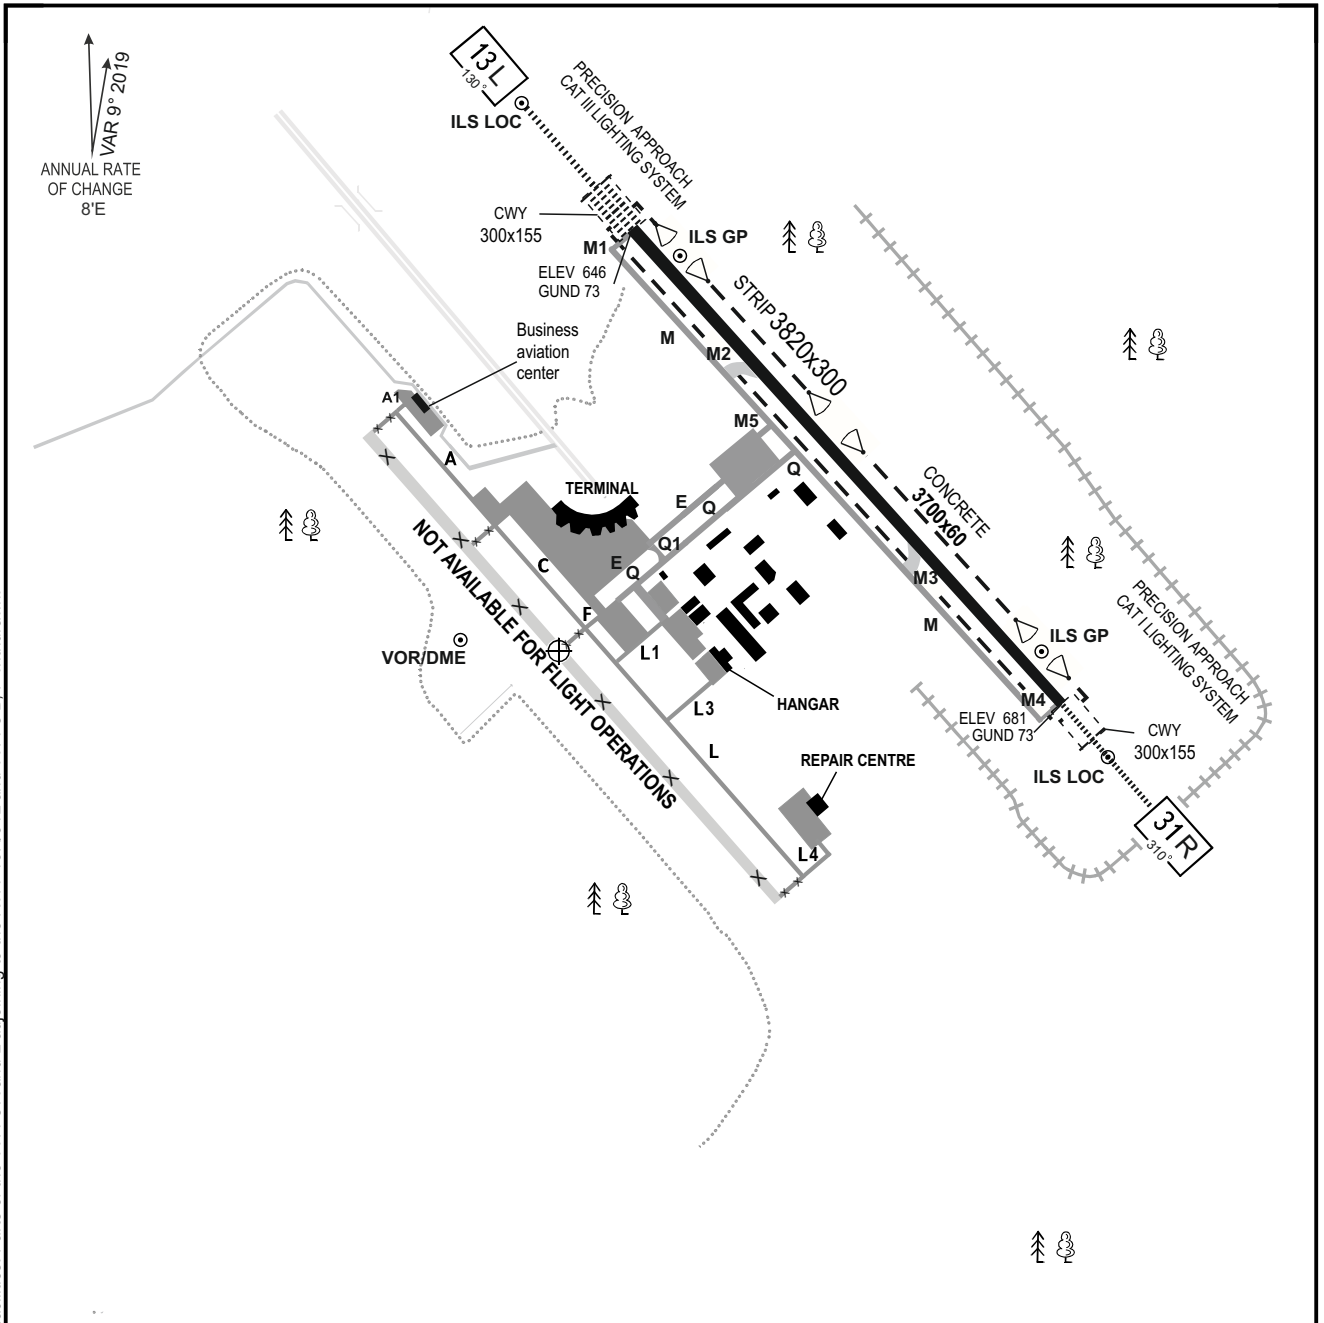 13L
130°
VAR 9° 2019
ANNUAL RATE
OF CHANGE
8'E
ILS LOC
PRECISION APPROACH
CAT III LIGHTING SYSTEM
CWY
300x155
M1
ILS GP
ELEV 646
GUND 73
STRIP 3820x300
Business
aviation
center
M
M2
A1
M5
A
Q
TERMINAL
E
Q
CONCRETE
3700x60
NOT AVAILABLE FOR FLIGHT OPERATIONS
C
Q1
E
Q
M3
F
M
PRECISION APPROACH
CAT I LIGHTING SYSTEM
ILS GP
VOR/DME
L1
HANGAR
L3
M4
ELEV 681
GUND 73
CWY
300x155
L
REPAIR CENTRE
ILS LOC
31R
310°
L4